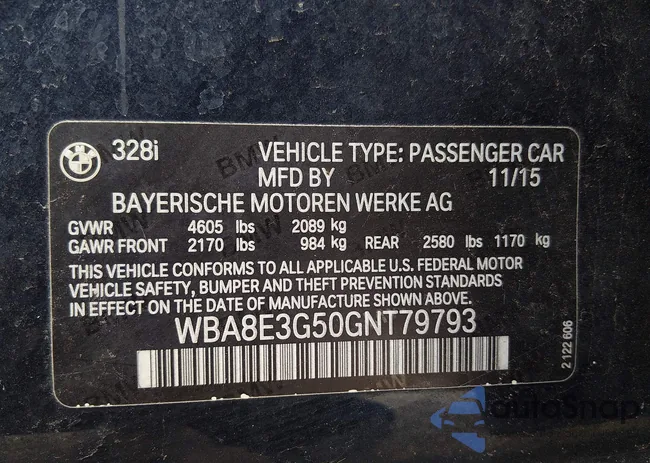 328i VEHICLE TYPE: PASSENGER CAR
MFD BY 11/15
BAYERISCHE MOTOREN WERKE AG
GVWR 4605 lbs 2089 kg
GAWR FRONT 2170 lbs 984 kg REAR 2580 lbs 1170 kg
THIS VEHICLE CONFORMS TO ALL APPLICABLE U.S. FEDERAL MOTOR
VEHICLE SAFETY, BUMPER AND THEFT PREVENTION STANDARDS
IN EFFECT ON THE DATE OF MANUFACTURE SHOWN ABOVE.
WBA8E3G50GNT79793
2 122 606
autoSnap